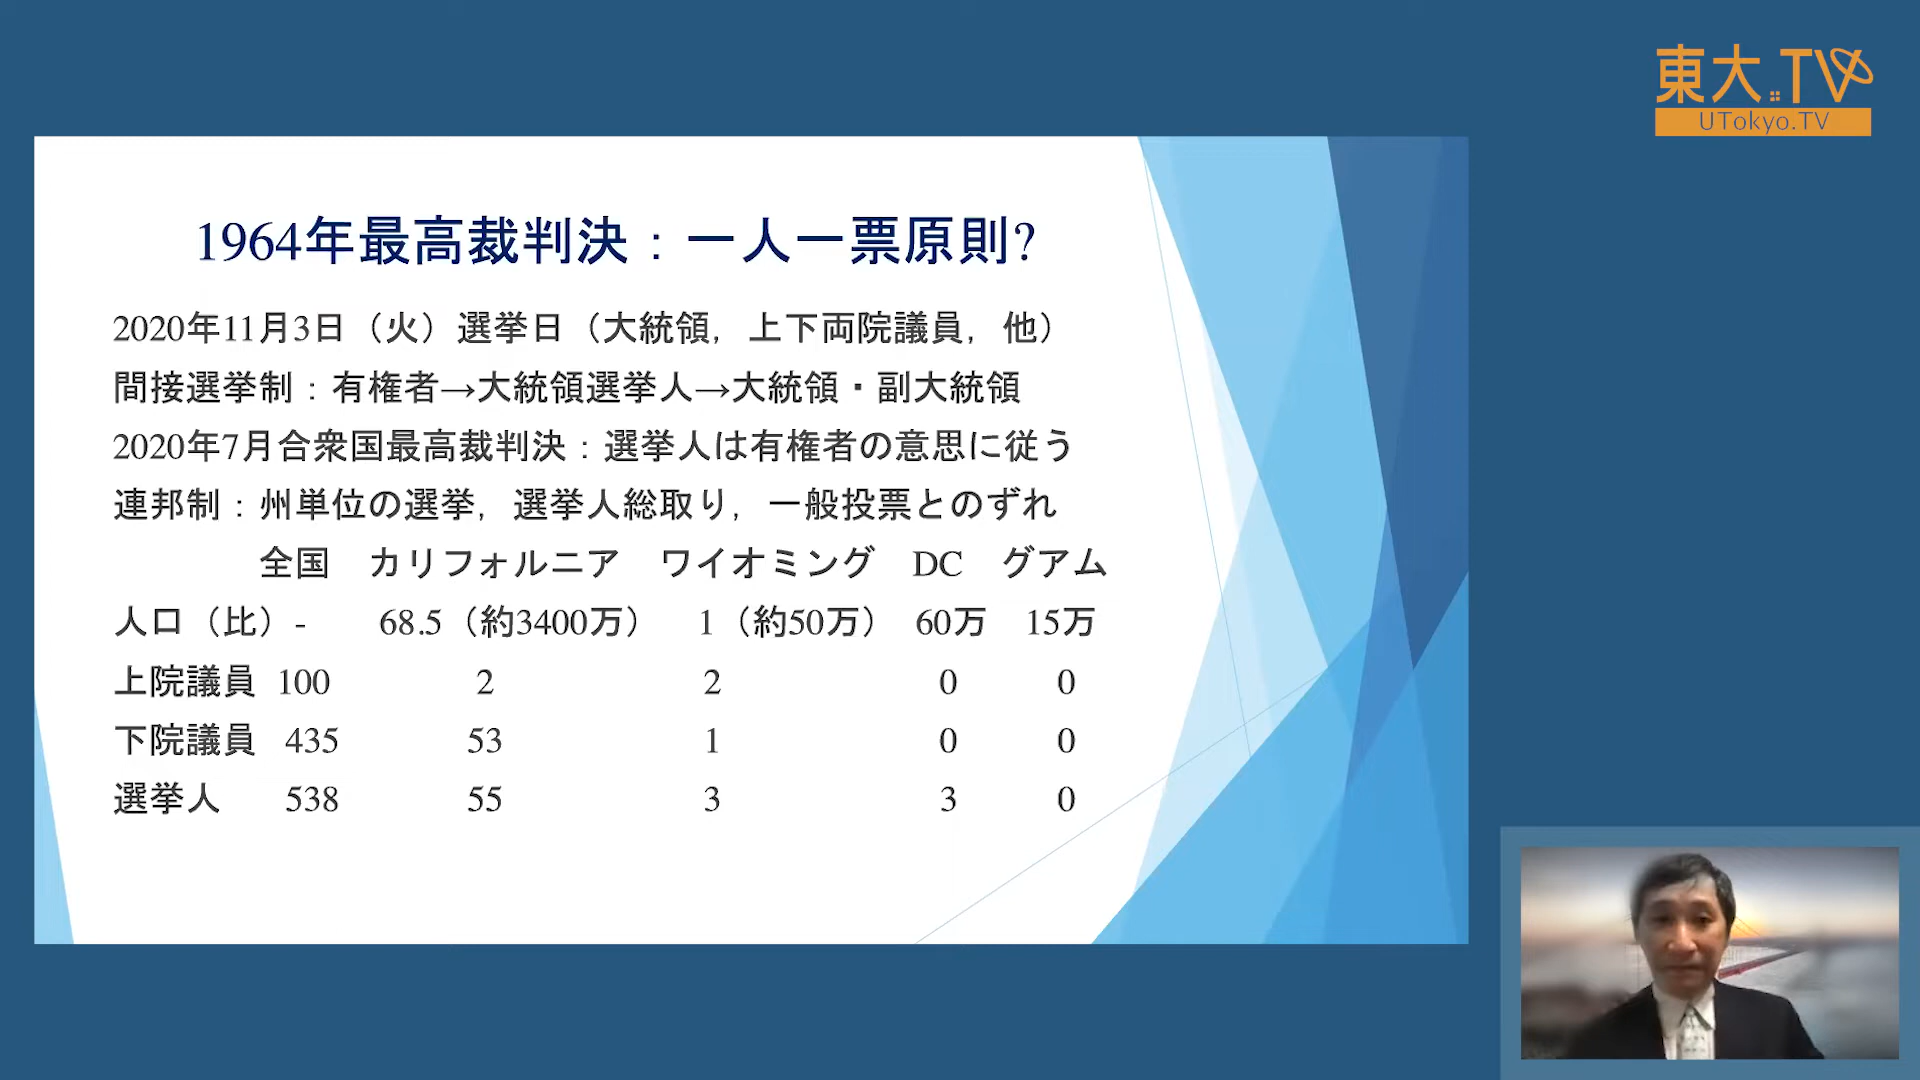 東大.TV
UTokyo.TV
1964年最高裁判決：一人一票原則?
2020年11月3日（火）選挙日（大統領，上下両院議員，他）
間接選挙制：有権者→大統領選挙人→大統領・副大統領
2020年7月合衆国最高裁判決：選挙人は有権者の意思に従う
連邦制：州単位の選挙，選挙人総取り，一般投票とのずれ
全国 カリフォルニア ワイオミング DC グアム
人口（比） - 68.5（約3400万） 1（約50万） 60万 15万
上院議員 100 2 2 0 0
下院議員 435 53 1 0 0
選挙人 538 55 3 3 0